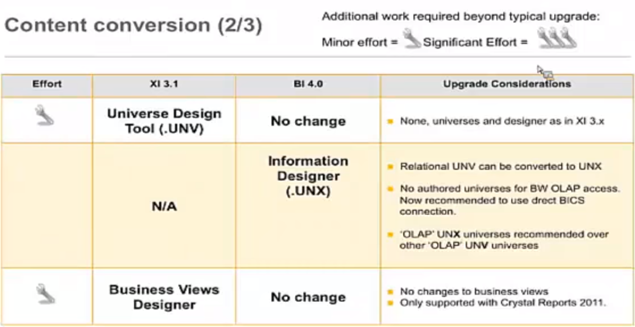 Content conversion (2/3)
Additional work required beyond typical upgrade:
Minor effort = Significant Effort =
Effort
XI 3.1
BI 4.0
Upgrade Considerations
Universe Design
Tool (.UNV)
No change
None, universes and designer as in XI 3.x
N/A
Information
Designer
(.UNX)
Relational UNV can be converted to UNX
No authored universes for BW OLAP access.
Now recommended to use drect BICS
connection.
'OLAP' UNX universes recommended over
other 'OLAP' UNV universes
Business Views
Designer
No change
No changes to business views
Only supported with Crystal Reports 2011.